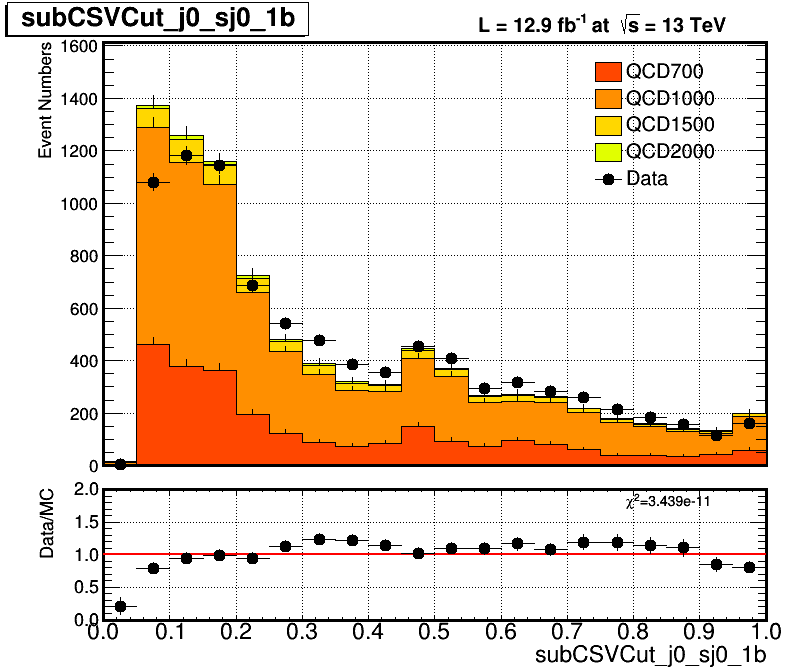 subCSVCut_j0_sj0_1b
L = 12.9 fb⁻¹ at √s = 13 TeV
Event Numbers
1600
1400
1200
1000
800
600
400
200
0
QCD700
QCD1000
QCD1500
QCD2000
Data
Data/MC
2.0
1.5
1.0
0.5
0.0
χ²=3.439e-11
0.0 0.1 0.2 0.3 0.4 0.5 0.6 0.7 0.8 0.9 1.0
subCSVCut_j0_sj0_1b